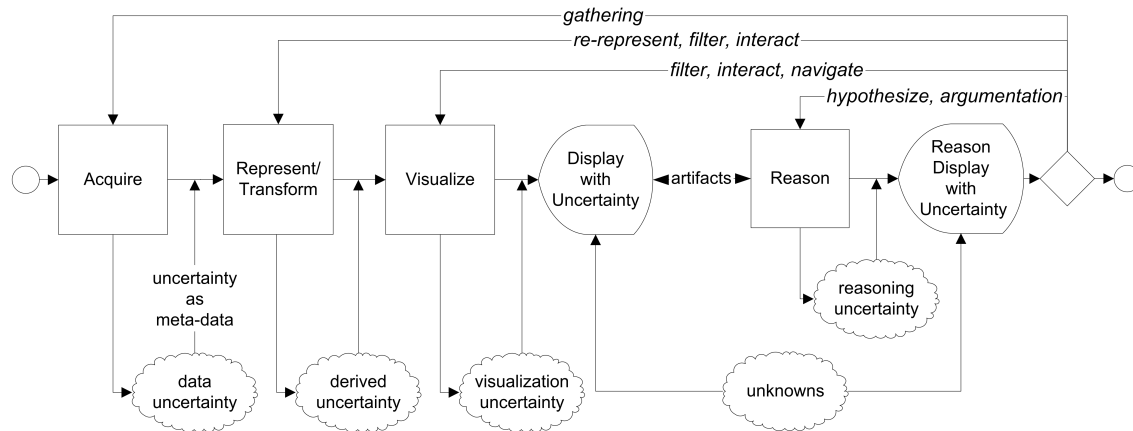 gathering
re-represent, filter, interact
filter, interact, navigate
hypothesize, argumentation
Acquire
Represent/
Transform
Visualize
Display
with
Uncertainty
artifacts
Reason
Reason
Display
with
Uncertainty
uncertainty
as
meta-data
reasoning
uncertainty
data
uncertainty
derived
uncertainty
visualization
uncertainty
unknowns